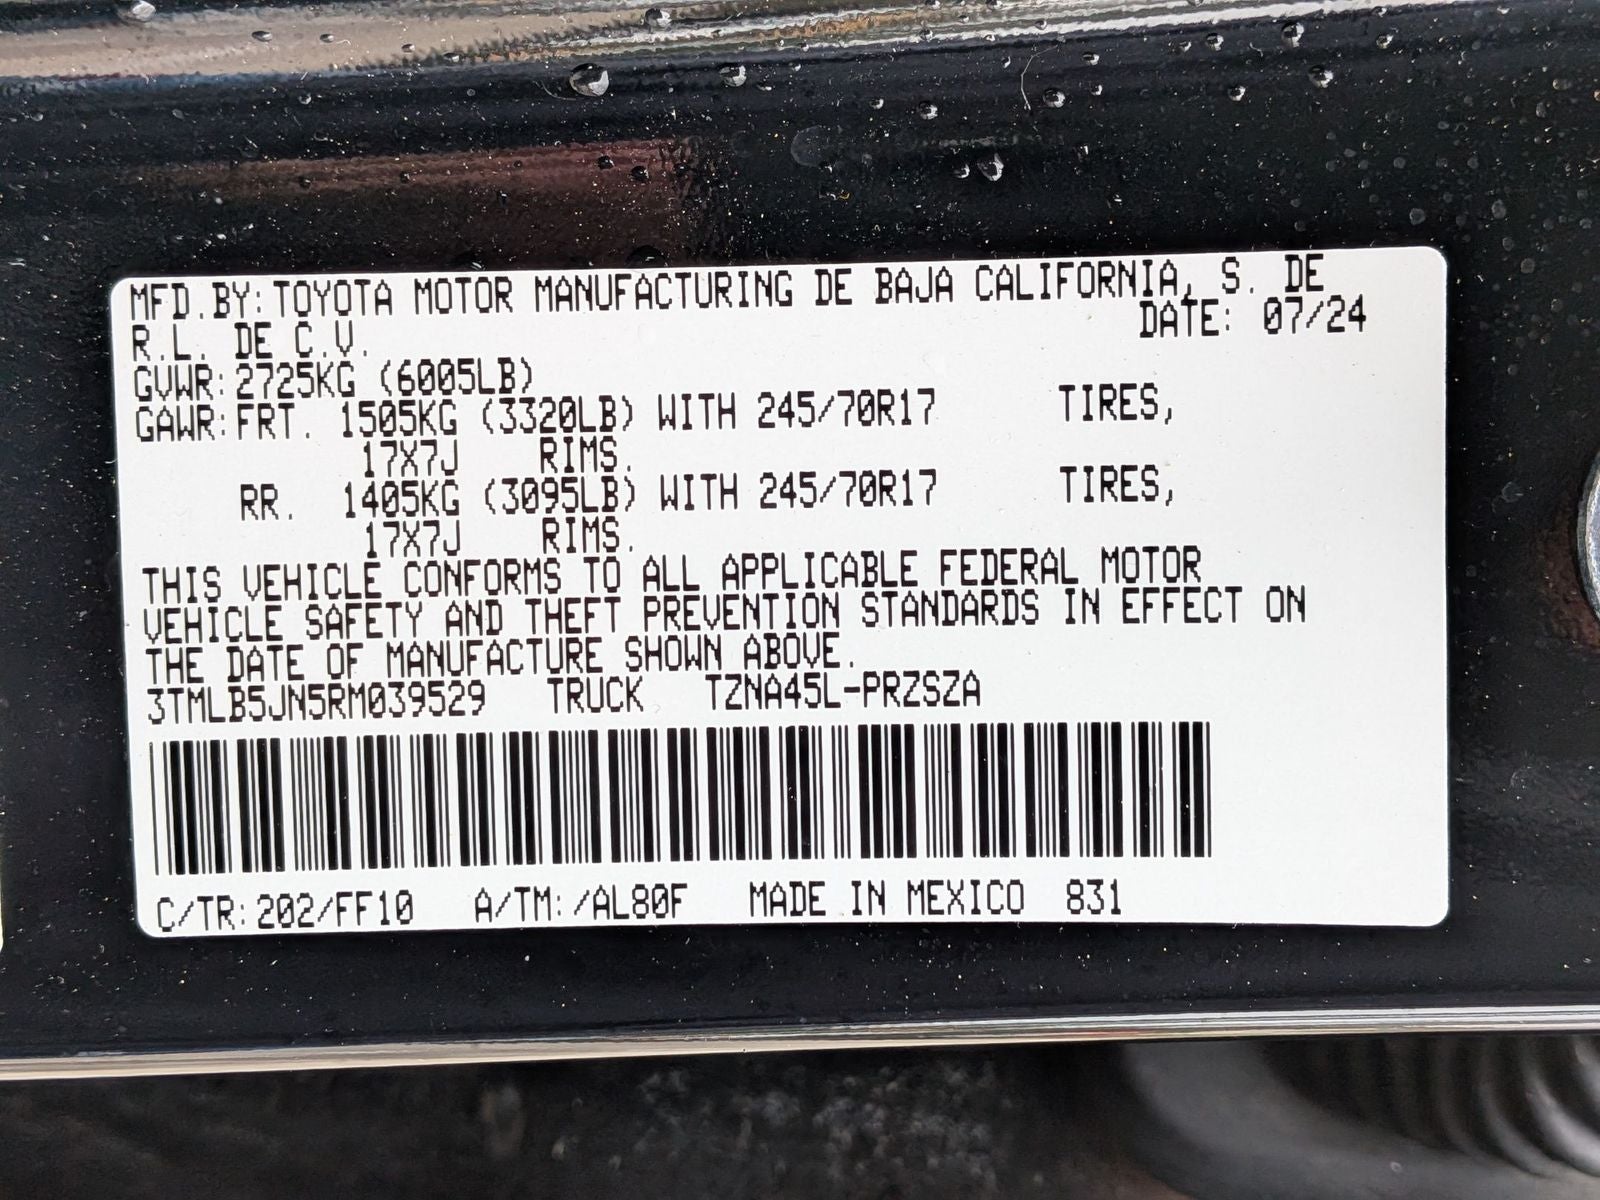 MFD.BY:TOYOTA MOTOR MANUFACTURING DE BAJA CALIFORNIA, S. DE
R.L. DE C.V. DATE: 07/24
GVWR:2725KG (6005LB)
GAWR:FRT. 1505KG (3320LB) WITH 245/70R17 TIRES,
17X7J RIMS.
RR. 1405KG (3095LB) WITH 245/70R17 TIRES,
17X7J RIMS.
THIS VEHICLE CONFORMS TO ALL APPLICABLE FEDERAL MOTOR
VEHICLE SAFETY AND THEFT PREVENTION STANDARDS IN EFFECT ON
THE DATE OF MANUFACTURE SHOWN ABOVE.
3TMLB5JN5RM039529 TRUCK TZNA45L-PRZSZA
C/TR:202/FF10 A/TM:/AL80F MADE IN MEXICO 831